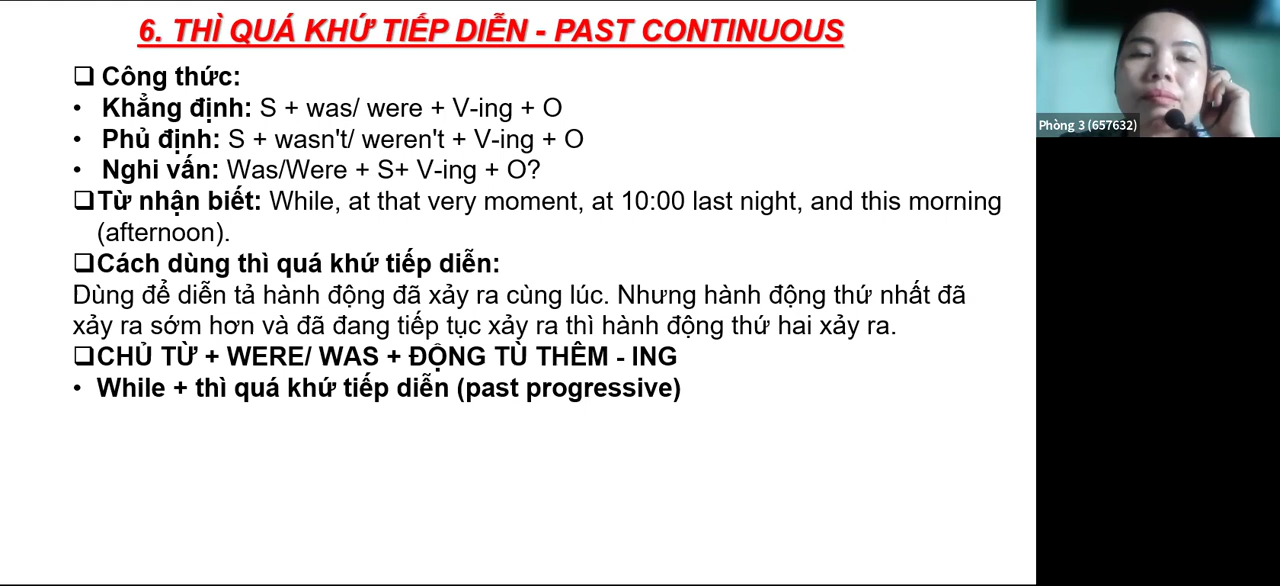 6. THÌ QUÁ KHỨ TIẾP DIỄN - PAST CONTINUOUS
❑ Công thức:
• Khẳng định: S + was/ were + V-ing + O
• Phủ định: S + wasn't/ weren't + V-ing + O
• Nghi vấn: Was/Were + S+ V-ing + O?
❑Từ nhận biết: While, at that very moment, at 10:00 last night, and this morning
(afternoon).
❑Cách dùng thì quá khứ tiếp diễn:
Dùng để diễn tả hành động đã xảy ra cùng lúc. Nhưng hành động thứ nhất đã
xảy ra sớm hơn và đã đang tiếp tục xảy ra thì hành động thứ hai xảy ra.
❑CHỦ TỪ + WERE/ WAS + ĐỘNG TÙ THÊM - ING
• While + thì quá khứ tiếp diễn (past progressive)
Phòng 3 (657632)